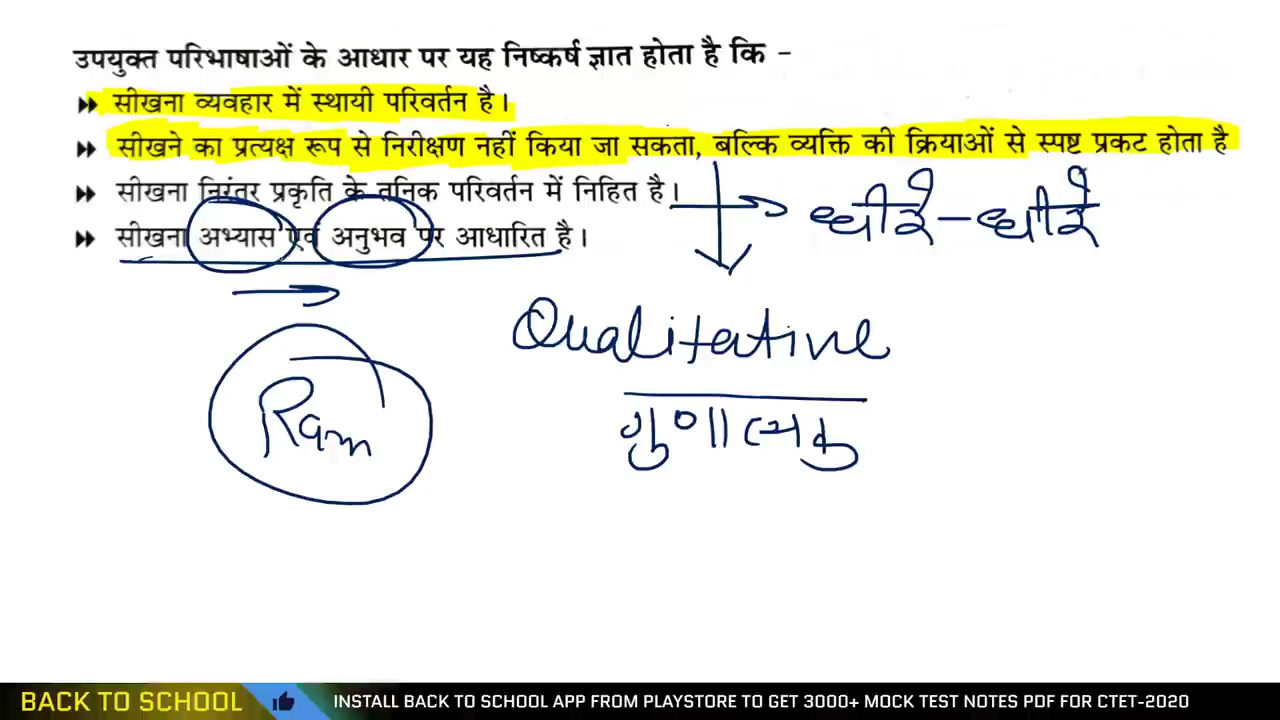 उपयुक्त परिभाषाओं के आधार पर यह निष्कर्ष ज्ञात होता है कि -
सीखना व्यवहार में स्थायी परिवर्तन है।
सीखने का प्रत्यक्ष रूप से निरीक्षण नहीं किया जा सकता, बल्कि व्यक्ति की क्रियाओं से स्पष्ट प्रकट होता है
सीखना निरंतर प्रकृति के तनिक परिवर्तन में निहित है।
धीरे-धीरे
सीखना अभ्यास एवं अनुभव पर आधारित है।
Qualitative
गुणात्मक
Ram
BACK TO SCHOOL INSTALL BACK TO SCHOOL APP FROM PLAYSTORE TO GET 3000+ MOCK TEST NOTES PDF FOR CTET-2020